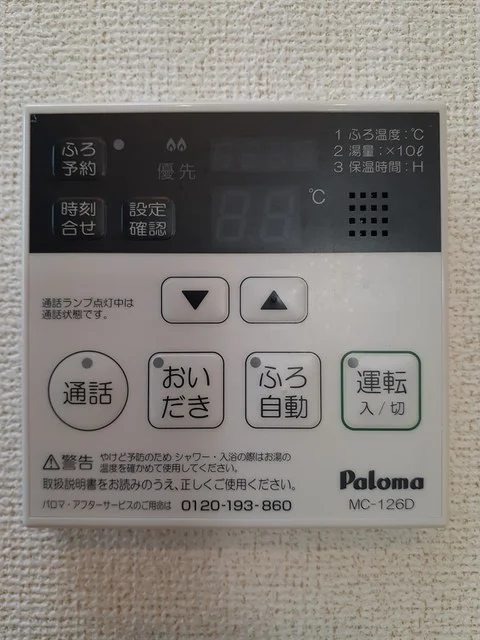 ふろ
予約
優先
1 ふろ温度:℃
2 湯量:×10ℓ
3 保温時間:H
時刻
合せ
設定
確認
℃
通話ランプ点灯中は
通話状態です。
▼
▲
通話
おい
だき
ふろ
自動
運転
入/切
⚠警告 やけど予防のため シャワー・入浴の際はお湯の
温度を確かめて使用してください。
取扱説明書をお読みのうえ、正しくご使用ください。
パロマ・アフターサービスのご用命は 0120-193-860
Paloma
MC-126D